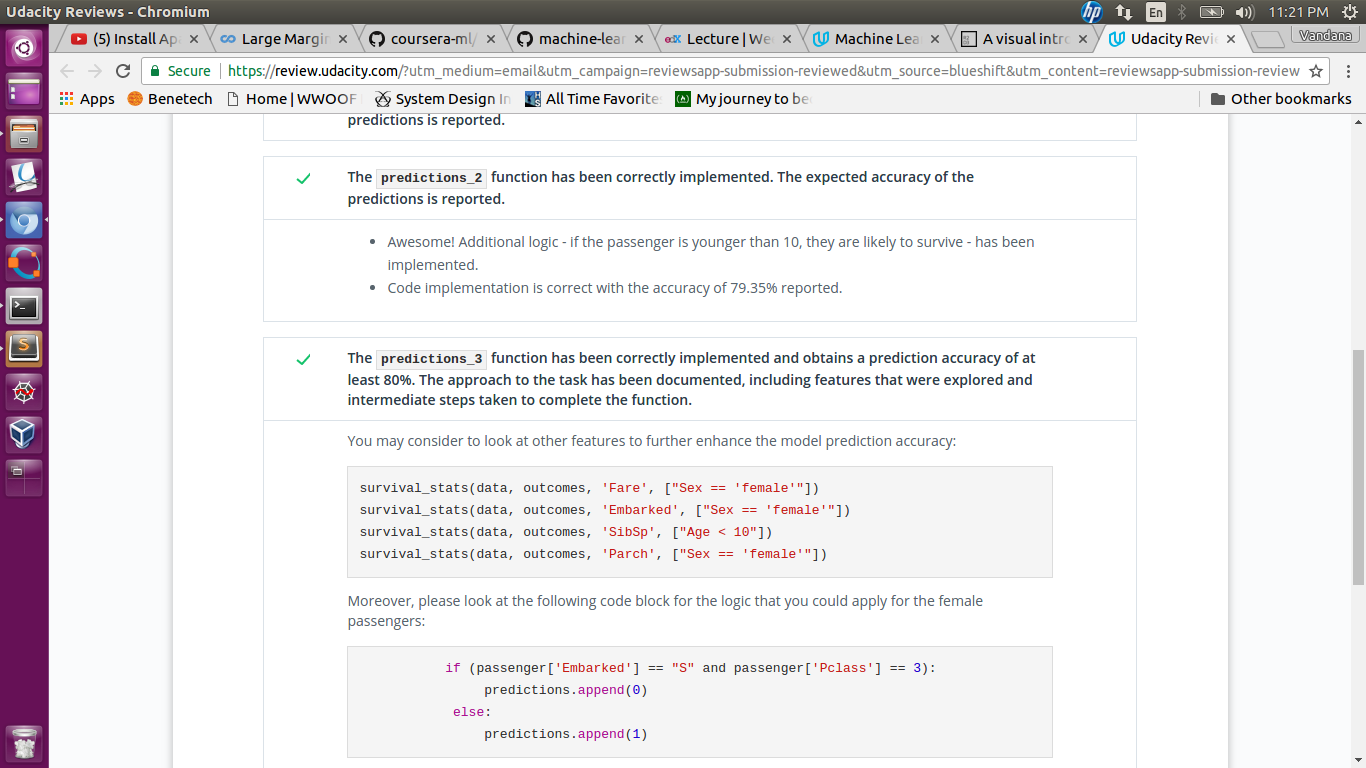 Udacity Reviews - Chromium
En
11:21 PM
(5) Install Ap
Large Margin
coursera-ml/
machine-lear
Lecture | We
Machine Lea
A visual intro
Udacity Revie
Vandana
Secure
https://review.udacity.com/?utm_medium=email&utm_campaign=reviewsapp-submission-reviewed&utm_source=blueshift&utm_content=reviewsapp-submission-review
Apps
Benetech
Home | WWOOF
System Design In
All Time Favorites
My journey to be
Other bookmarks
predictions is reported.
The predictions_2 function has been correctly implemented. The expected accuracy of the
predictions is reported.
• Awesome! Additional logic - if the passenger is younger than 10, they are likely to survive - has been
implemented.
• Code implementation is correct with the accuracy of 79.35% reported.
The predictions_3 function has been correctly implemented and obtains a prediction accuracy of at
least 80%. The approach to the task has been documented, including features that were explored and
intermediate steps taken to complete the function.
You may consider to look at other features to further enhance the model prediction accuracy:
survival_stats(data, outcomes, 'Fare', ["Sex == 'female'"])
survival_stats(data, outcomes, 'Embarked', ["Sex == 'female'"])
survival_stats(data, outcomes, 'SibSp', ["Age < 10"])
survival_stats(data, outcomes, 'Parch', ["Sex == 'female'"])
Moreover, please look at the following code block for the logic that you could apply for the female
passengers:
if (passenger['Embarked'] == "S" and passenger['Pclass'] == 3):
predictions.append(0)
else:
predictions.append(1)